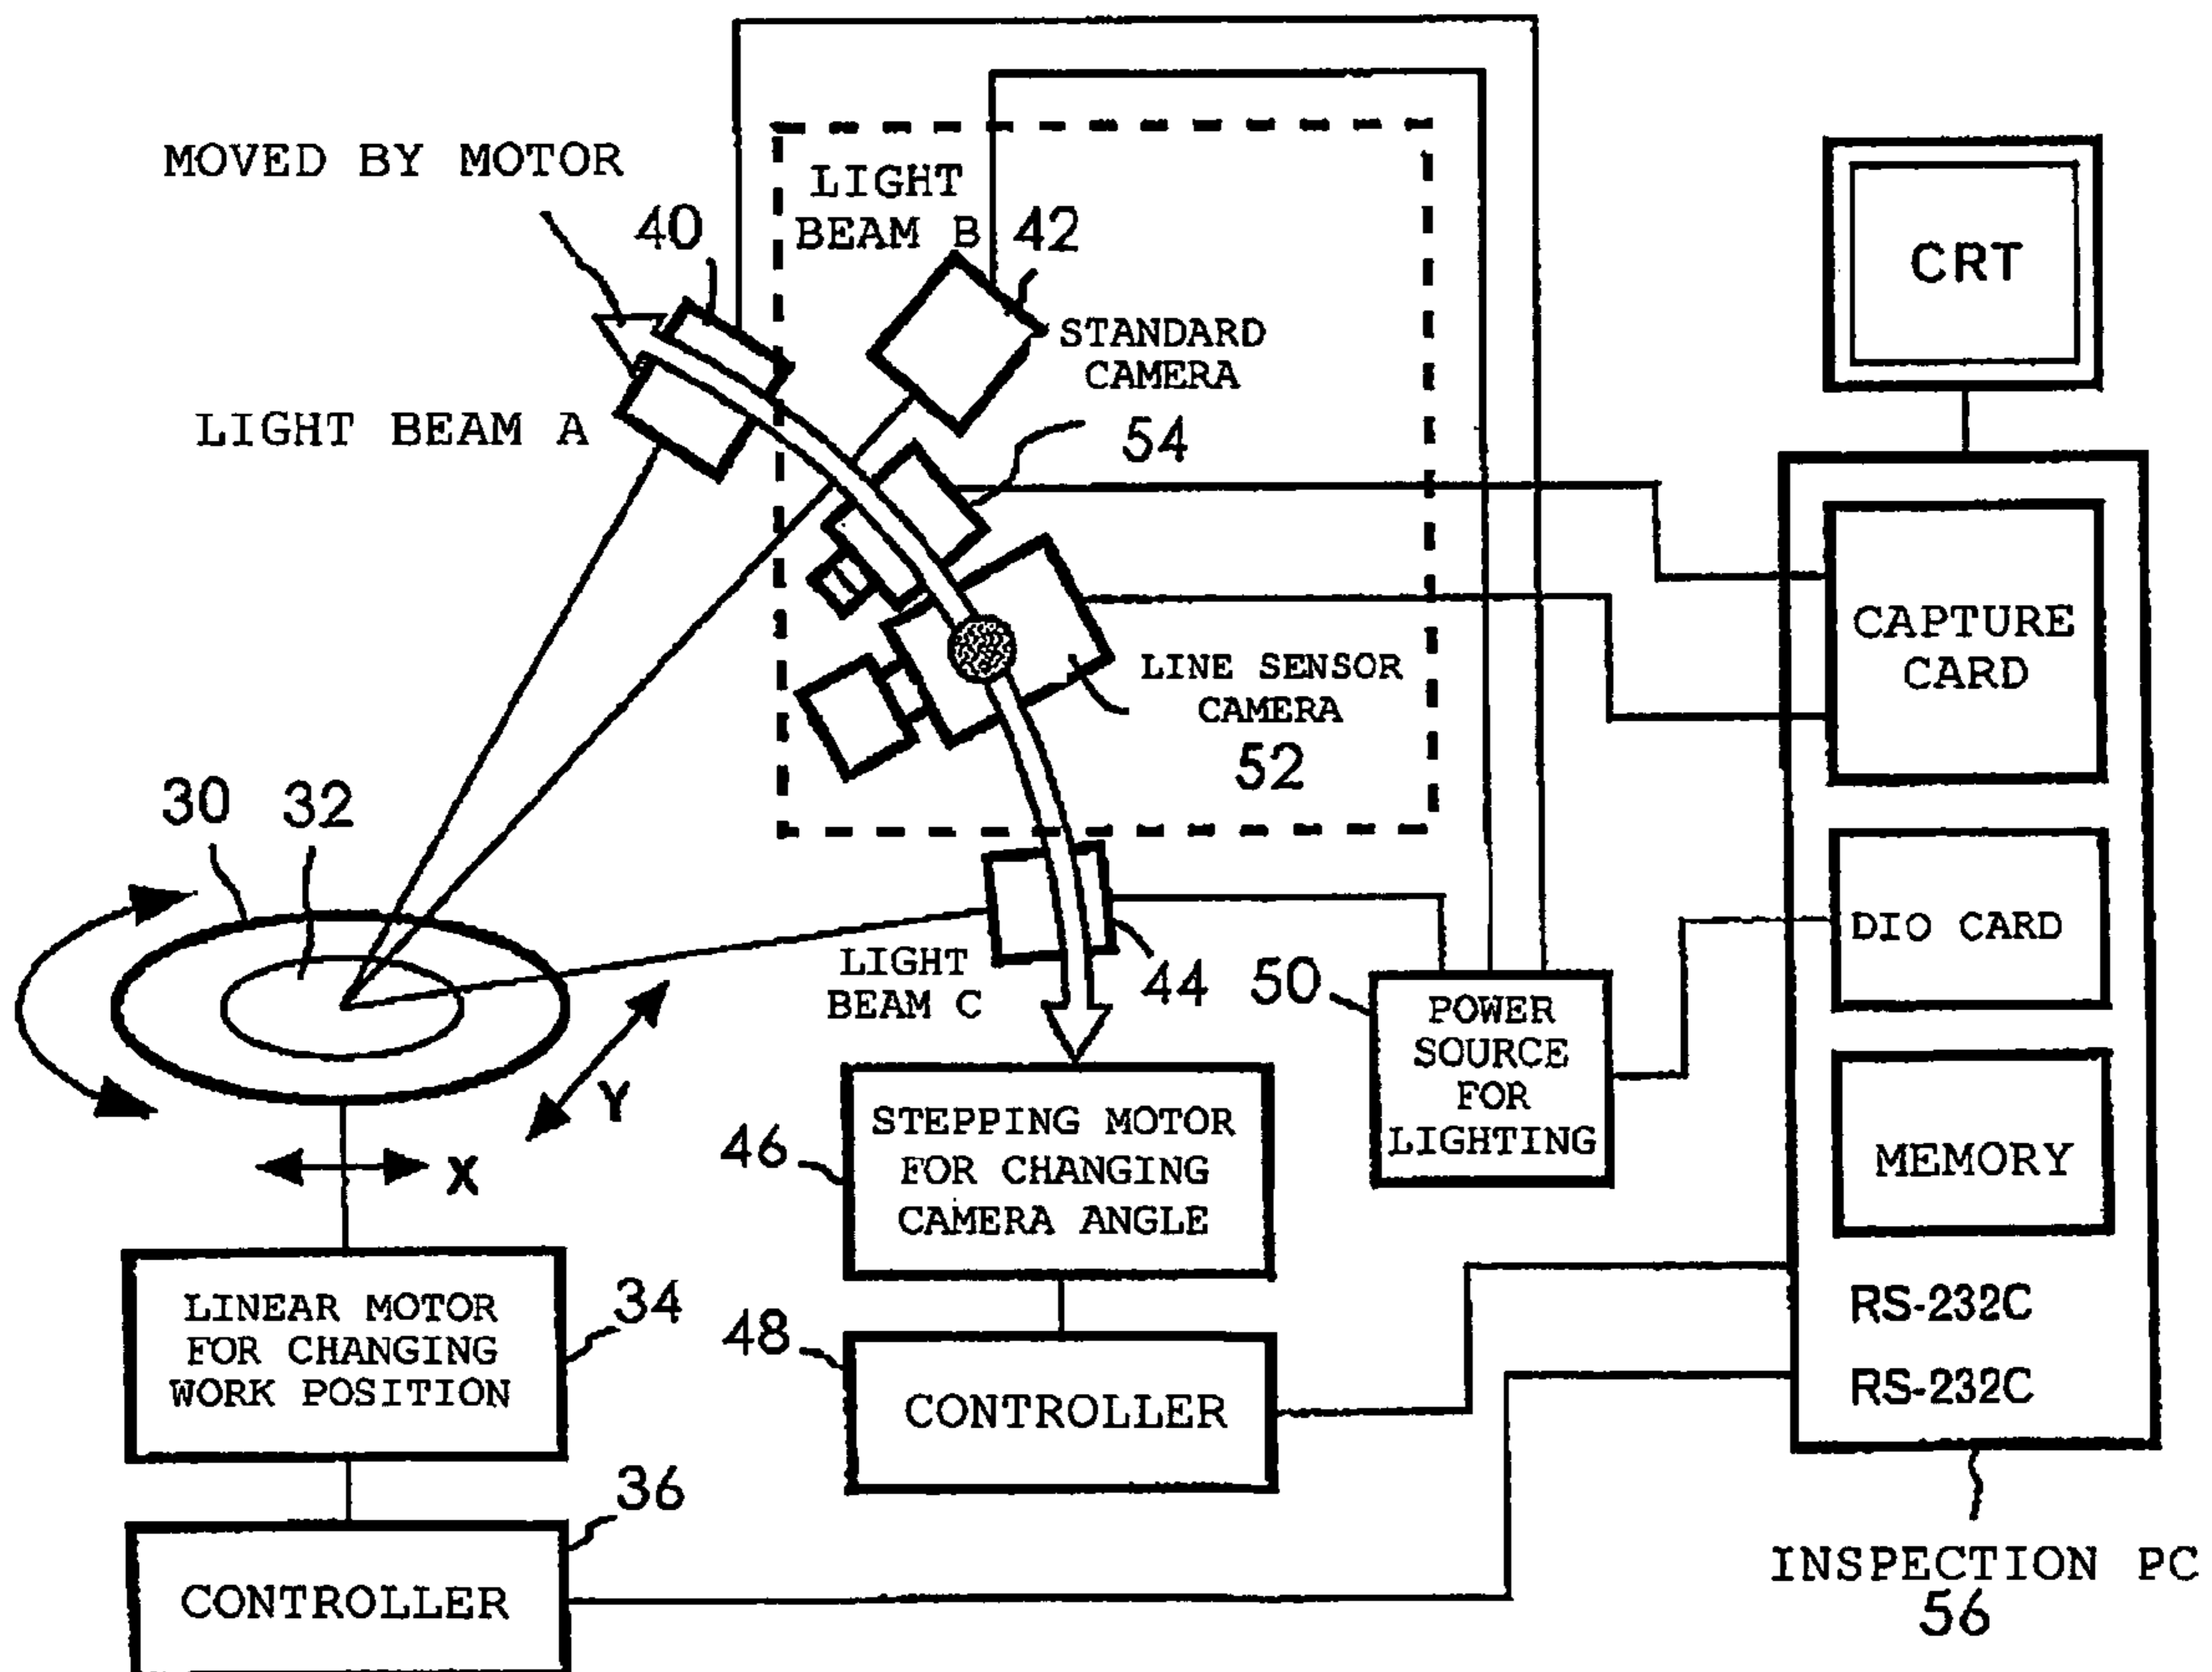 MOVED BY MOTOR
LIGHT
BEAM B
40
42
CRT
STANDARD
CAMERA
LIGHT BEAM A
54
CAPTURE
CARD
LINE SENSOR
CAMERA
52
30
32
DIO CARD
LIGHT
BEAM C
44
50
POWER
SOURCE
FOR
LIGHTING
Y
X
46
STEPPING MOTOR
FOR CHANGING
CAMERA ANGLE
MEMORY
34
LINEAR MOTOR
FOR CHANGING
WORK POSITION
48
CONTROLLER
RS-232C
RS-232C
36
CONTROLLER
INSPECTION PC
56